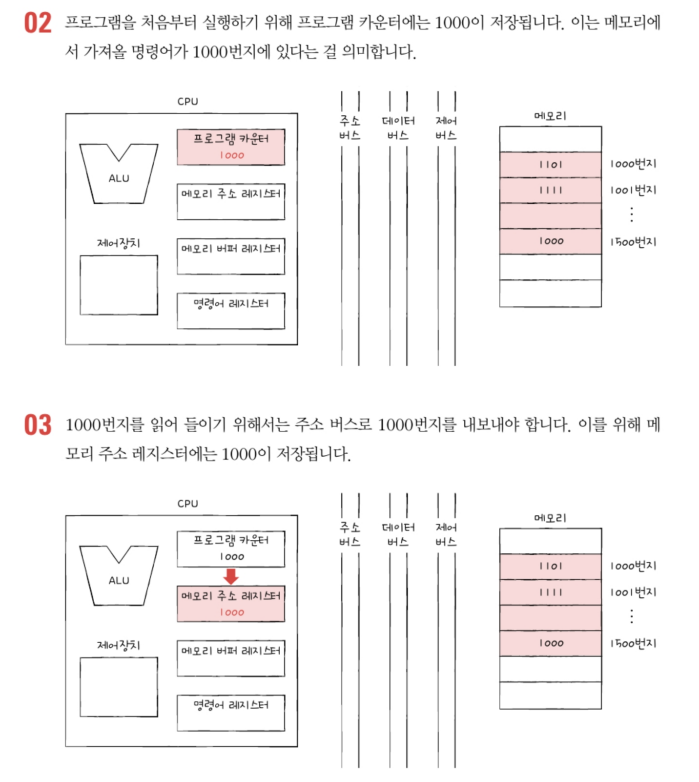 02 프로그램을 처음부터 실행하기 위해 프로그램 카운터에는 1000이 저장됩니다. 이는 메모리에
서 가져올 명령어가 1000번지에 있다는 걸 의미합니다.
CPU
프로그램 카운터
1000
ALU
메모리 주소 레지스터
제어장치
메모리 버퍼 레지스터
명령어 레지스터
주소
버스
데이터
버스
제어
버스
메모리
1101 1000번지
1111 1001번지
⋮
1000 1500번지
03 1000번지를 읽어 들이기 위해서는 주소 버스로 1000번지를 내보내야 합니다. 이를 위해 메
모리 주소 레지스터에는 1000이 저장됩니다.
CPU
프로그램 카운터
1000
ALU
메모리 주소 레지스터
1000
제어장치
메모리 버퍼 레지스터
명령어 레지스터
주소
버스
데이터
버스
제어
버스
메모리
1101 1000번지
1111 1001번지
⋮
1000 1500번지